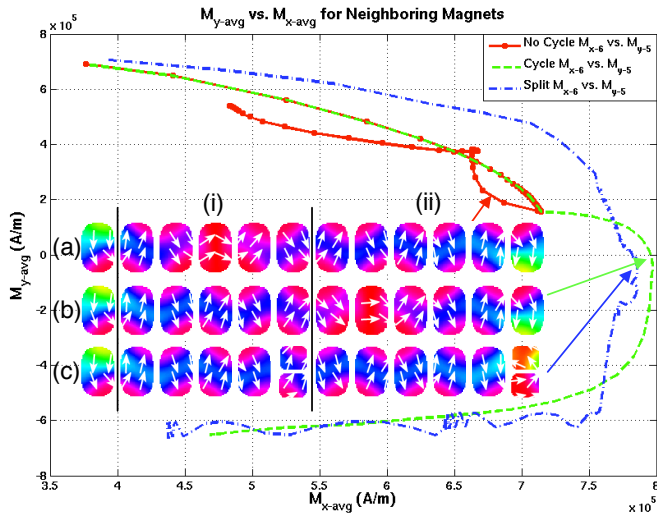 M_y-avg vs. M_x-avg for Neighboring Magnets
x 10^5
No Cycle M_x-6 vs. M_y-5
Cycle M_x-6 vs. M_y-5
Split M_x-6 vs. M_y-5
8
6
4
2
0
-2
-4
-6
-8
M_y-avg (A/m)
(i)
(ii)
(a)
(b)
(c)
3.5
4
4.5
5
5.5
6
6.5
7
7.5
8
x 10^5
M_x-avg (A/m)